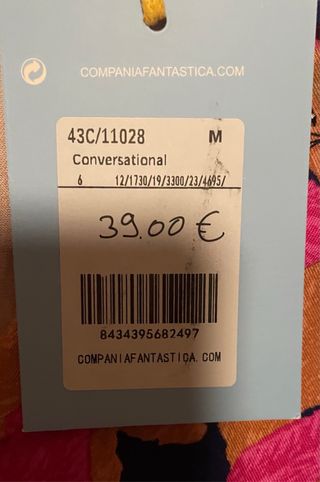 COMPANIAFANTASTICA.COM
43C/11028 M
Conversational
6 12/1730/19/3300/23/4695/
39.00 €
8434395682497
COMPANIAFANTASTICA.COM